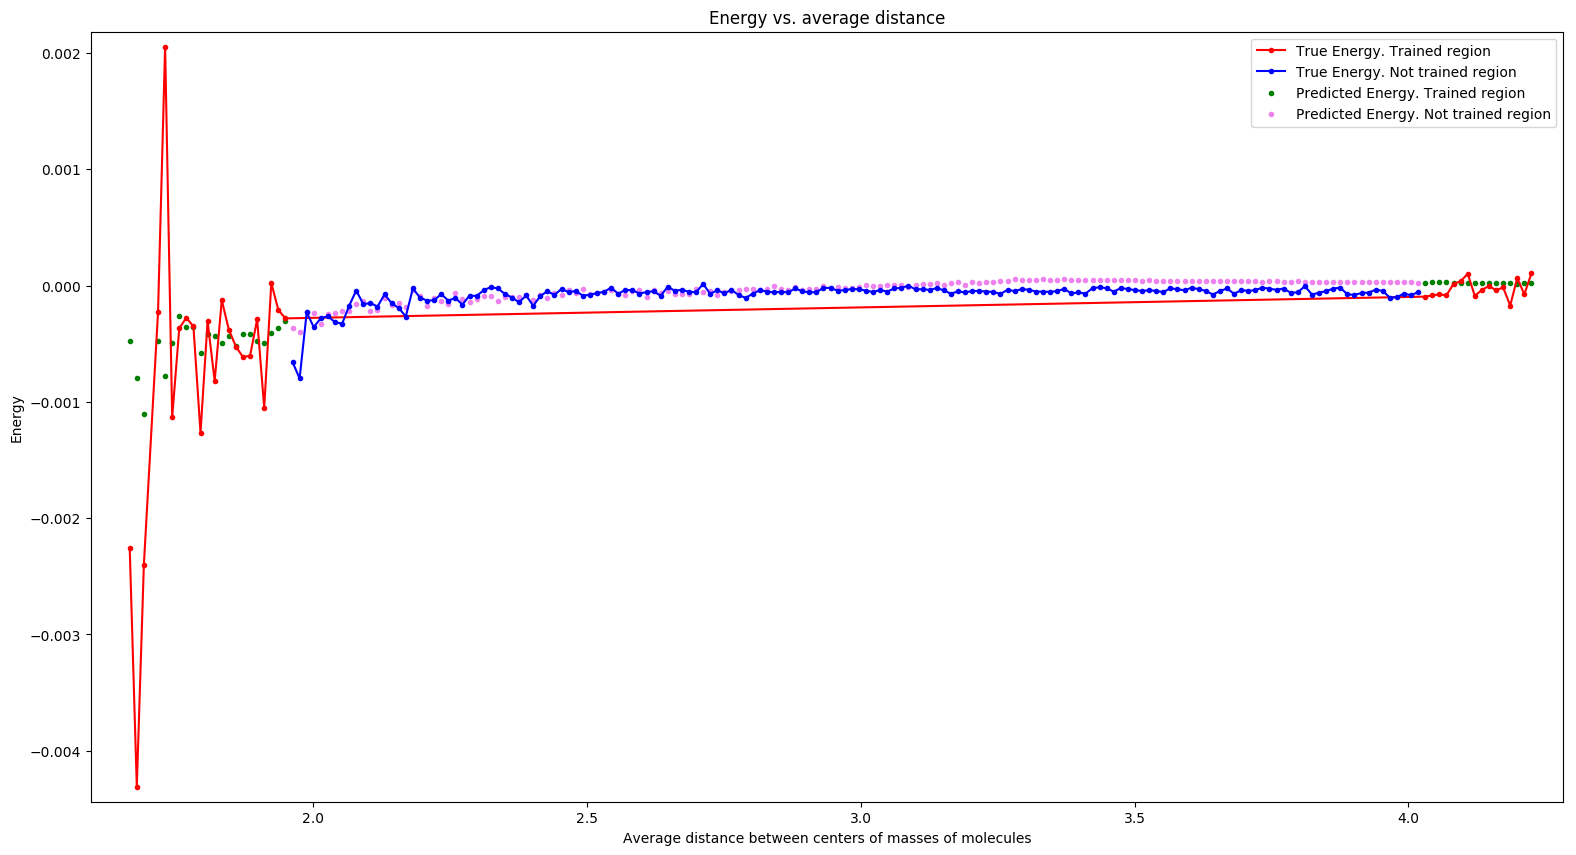 Energy vs. average distance
True Energy. Trained region
True Energy. Not trained region
Predicted Energy. Trained region
Predicted Energy. Not trained region
0.002
0.001
0.000
−0.001
−0.002
−0.003
−0.004
Energy
2.0
2.5
3.0
3.5
4.0
Average distance between centers of masses of molecules